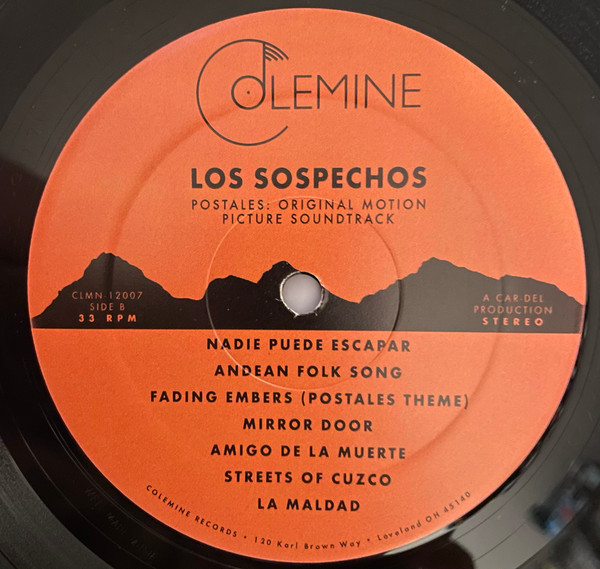 COLEMINE
LOS SOSPECHOS
POSTALES: ORIGINAL MOTION
PICTURE SOUNDTRACK
CLMN-12007
SIDE B
33 RPM
A CAR-DEL
PRODUCTION
STEREO
NADIE PUEDE ESCAPAR
ANDEAN FOLK SONG
FADING EMBERS (POSTALES THEME)
MIRROR DOOR
AMIGO DE LA MUERTE
STREETS OF CUZCO
LA MALDAD
COLEMINE RECORDS • 120 Karl Brown Way • Loveland OH 45140